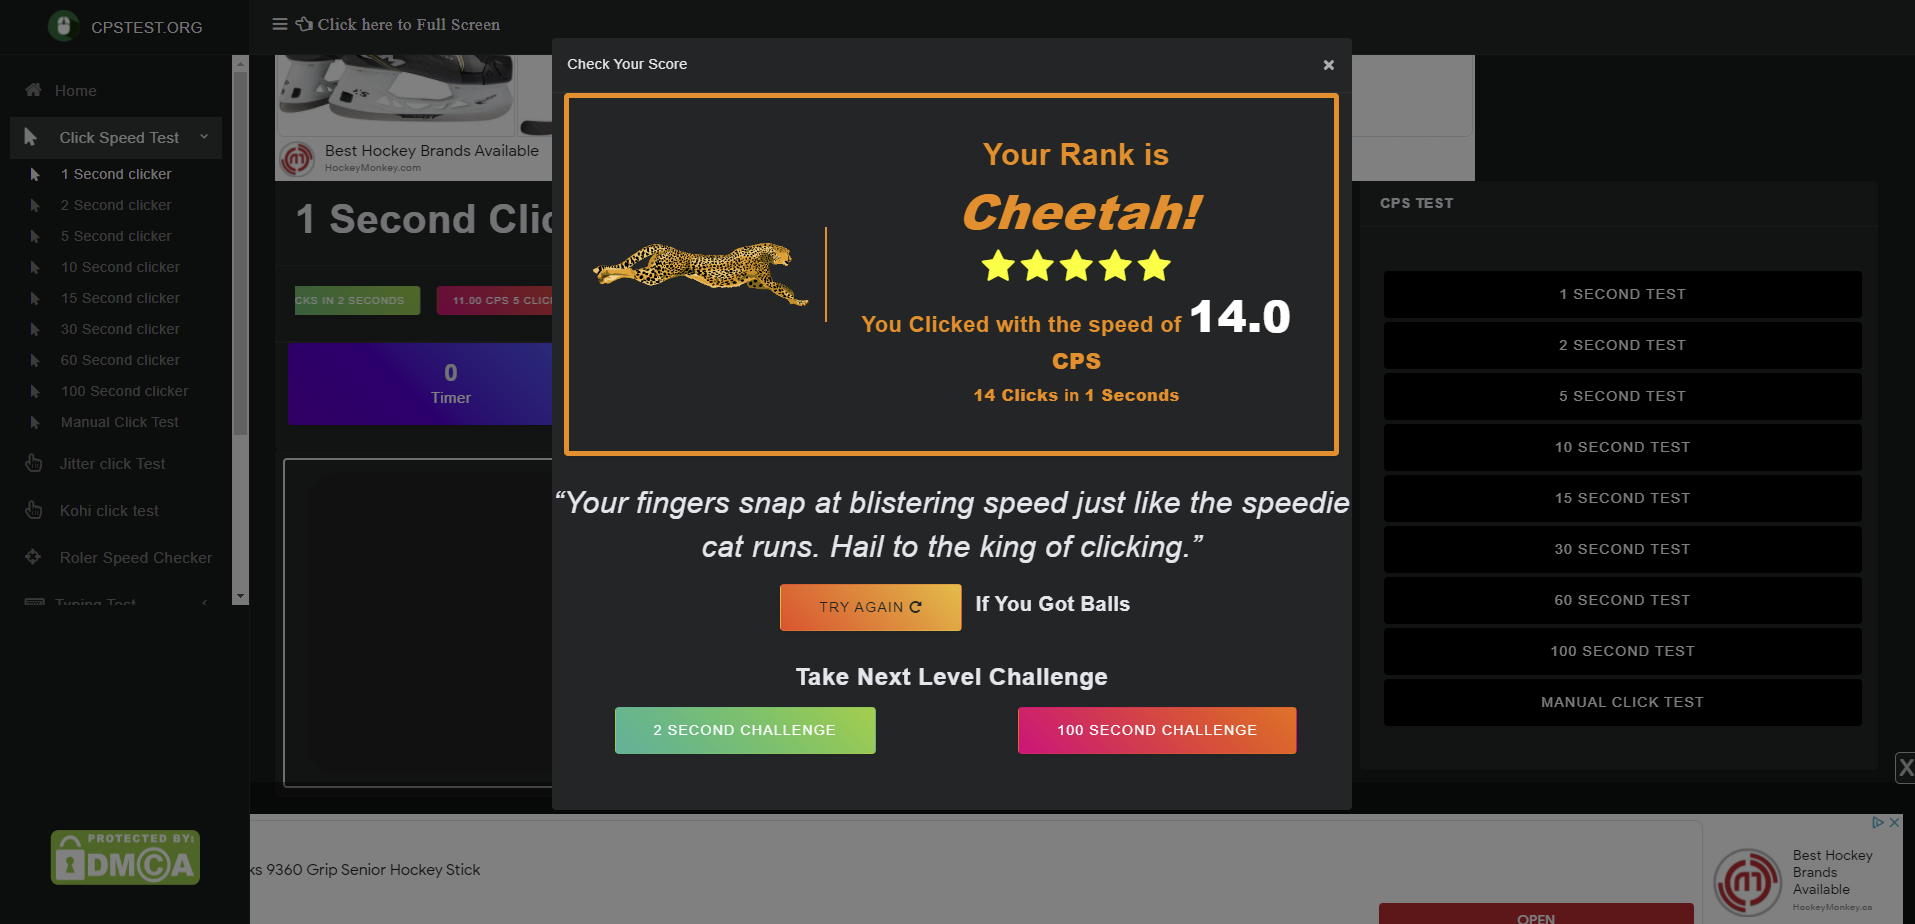 CPSTEST.ORG
Click here to Full Screen
Home
Click Speed Test
1 Second clicker
2 Second clicker
5 Second clicker
10 Second clicker
15 Second clicker
30 Second clicker
60 Second clicker
100 Second clicker
Manual Click Test
Jitter click Test
Kohi click test
Roler Speed Checker
Typing Test
PROTECTED BY:
DMCA
Best Hockey Brands Available
HockeyMonkey.com
1 Second Clic
CKS IN 2 SECONDS
11.00 CPS 5 CLIC
0
Timer
Check Your Score
×
Your Rank is
Cheetah!
You Clicked with the speed of 14.0
CPS
14 Clicks in 1 Seconds
“Your fingers snap at blistering speed just like the speedie
cat runs. Hail to the king of clicking.”
TRY AGAIN
If You Got Balls
Take Next Level Challenge
2 SECOND CHALLENGE
100 SECOND CHALLENGE
CPS TEST
1 SECOND TEST
2 SECOND TEST
5 SECOND TEST
10 SECOND TEST
15 SECOND TEST
30 SECOND TEST
60 SECOND TEST
100 SECOND TEST
MANUAL CLICK TEST
X
ks 9360 Grip Senior Hockey Stick
OPEN
Best Hockey
Brands
Available
HockeyMonkey.ca